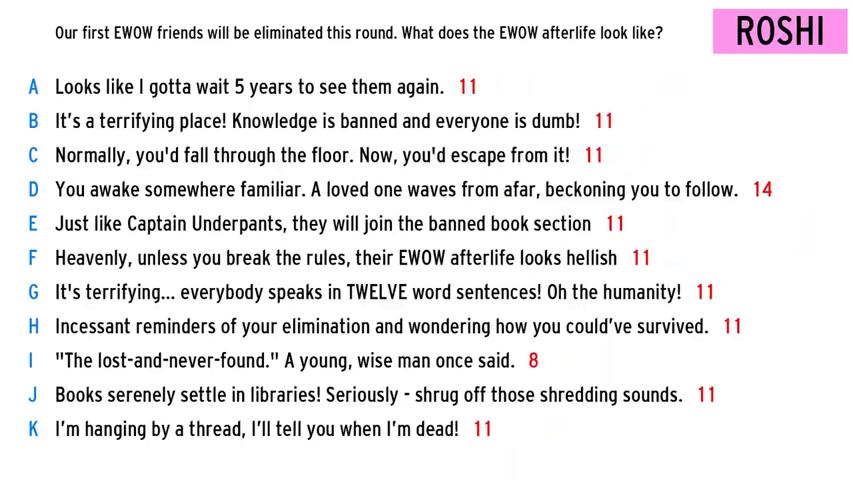 Our first EWOW friends will be eliminated this round. What does the EWOW afterlife look like?
ROSHI
A Looks like I gotta wait 5 years to see them again. 11
B It's a terrifying place! Knowledge is banned and everyone is dumb! 11
C Normally, you'd fall through the floor. Now, you'd escape from it! 11
D You awake somewhere familiar. A loved one waves from afar, beckoning you to follow. 14
E Just like Captain Underpants, they will join the banned book section 11
F Heavenly, unless you break the rules, their EWOW afterlife looks hellish 11
G It's terrifying... everybody speaks in TWELVE word sentences! Oh the humanity! 11
H Incessant reminders of your elimination and wondering how you could've survived. 11
I "The lost-and-never-found." A young, wise man once said. 8
J Books serenely settle in libraries! Seriously - shrug off those shredding sounds. 11
K I'm hanging by a thread, I'll tell you when I'm dead! 11